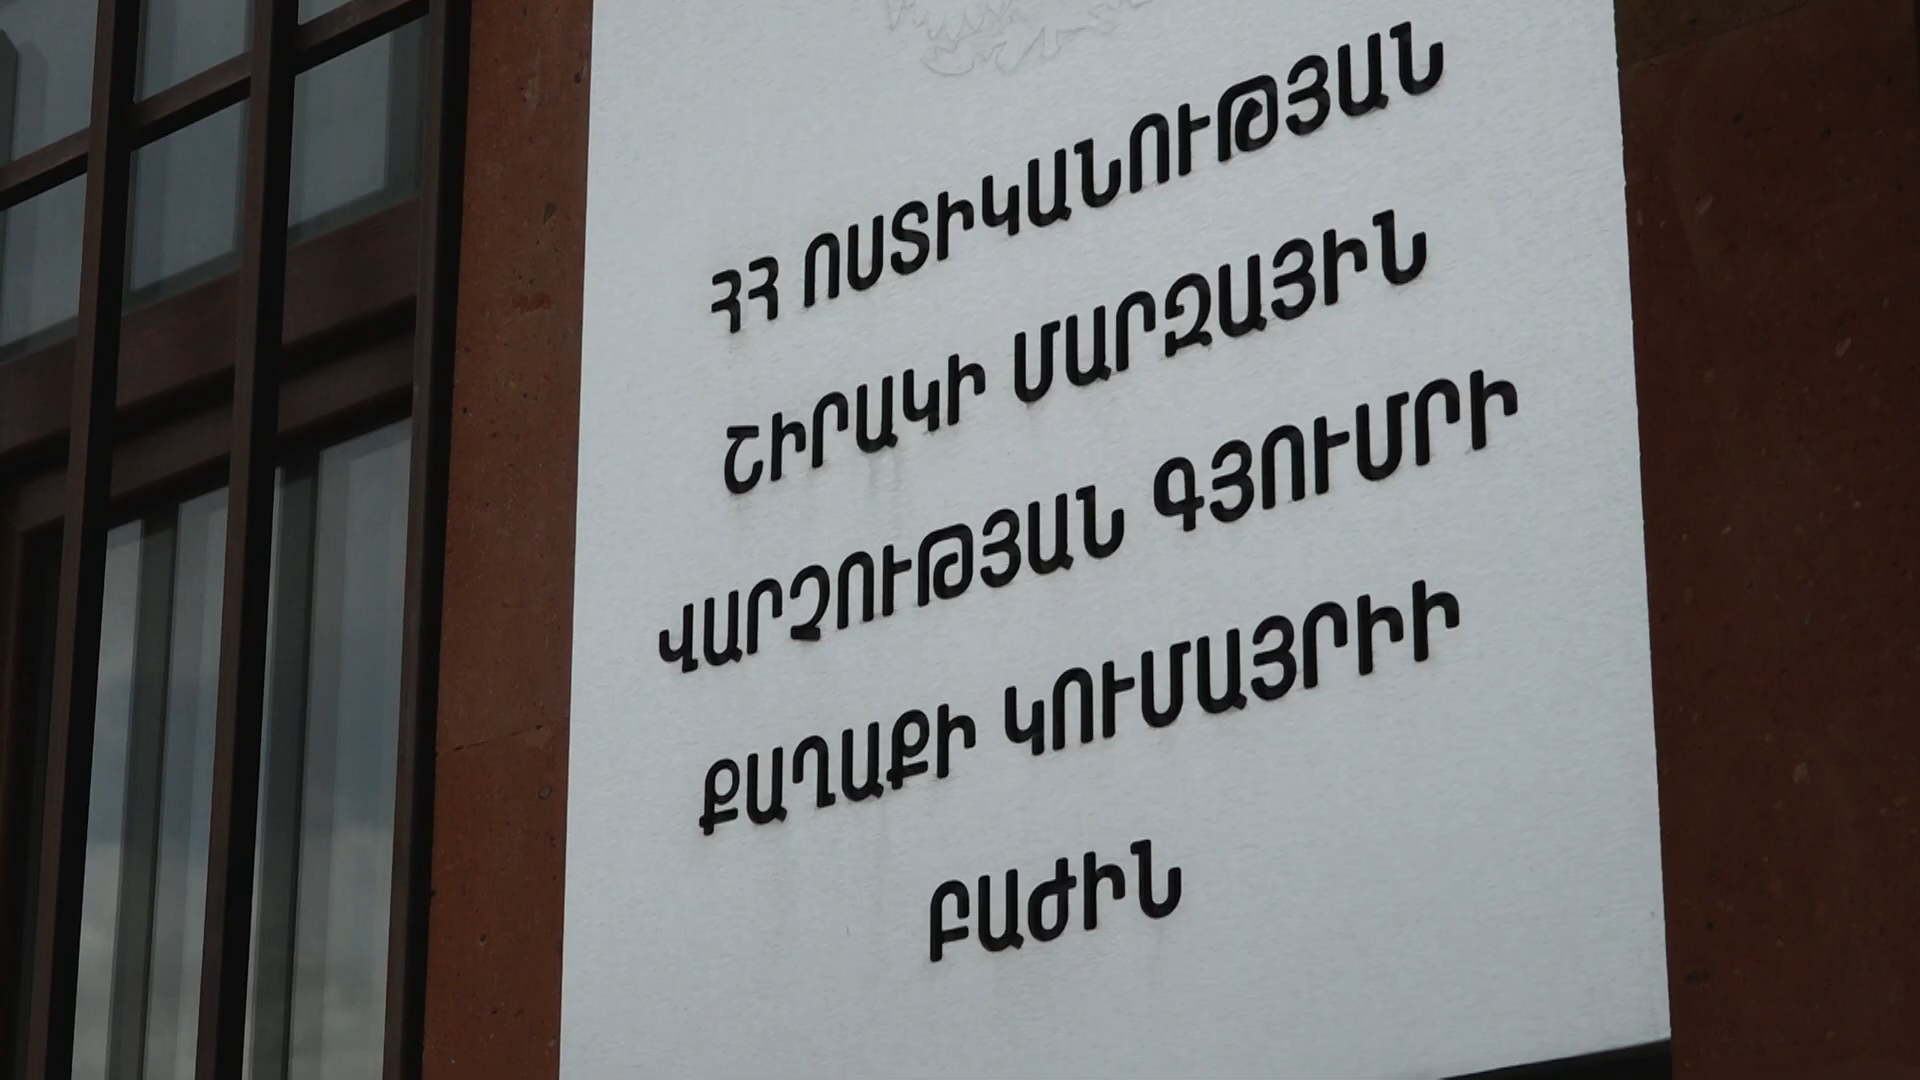 ՀՀ ՈՍՏԻԿԱՆՈՒԹՅԱՆ
ՇԻՐԱԿԻ ՄԱՐԶԱՅԻՆ
ՎԱՐՉՈՒԹՅԱՆ ԳՅՈՒՄՐԻ
ՔԱՂԱՔԻ ԿՈՒՄԱՅՐԻԻ
ԲԱԺԻՆ